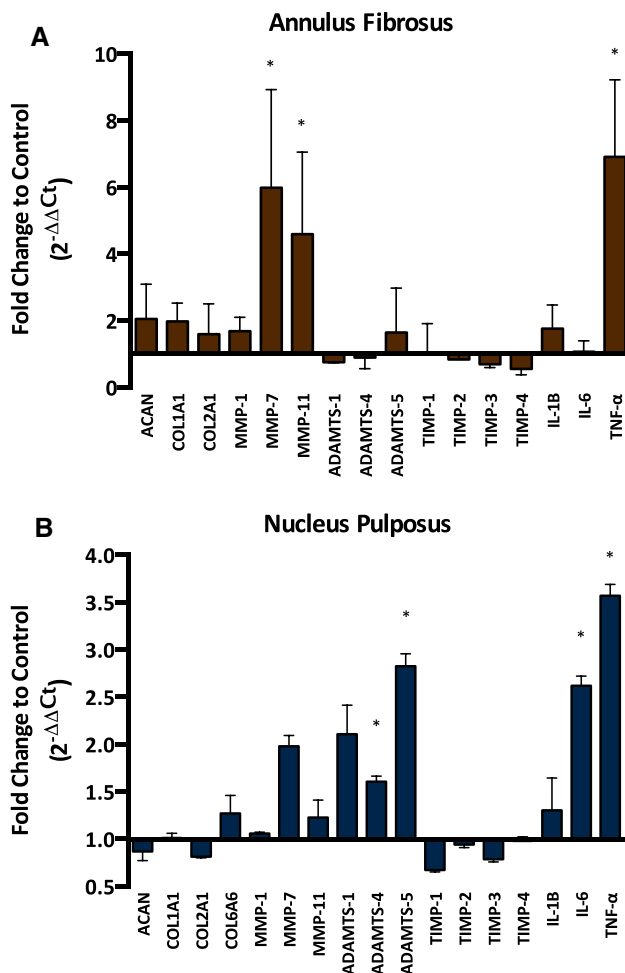 A
Annulus Fibrosus
Fold Change to Control
(2-ΔΔCt)
10
8
6
4
2
0
*
*
*
ACAN
COL1A1
COL2A1
MMP-1
MMP-7
MMP-11
ADAMTS-1
ADAMTS-4
ADAMTS-5
TIMP-1
TIMP-2
TIMP-3
TIMP-4
IL-1B
IL-6
TNF-α
B
Nucleus Pulposus
Fold Change to Control
(2-ΔΔCt)
4.0
3.5
3.0
2.5
2.0
1.5
1.0
0.5
*
*
*
*
ACAN
COL1A1
COL2A1
COL6A6
MMP-1
MMP-7
MMP-11
ADAMTS-1
ADAMTS-4
ADAMTS-5
TIMP-1
TIMP-2
TIMP-3
TIMP-4
IL-1B
IL-6
TNF-α